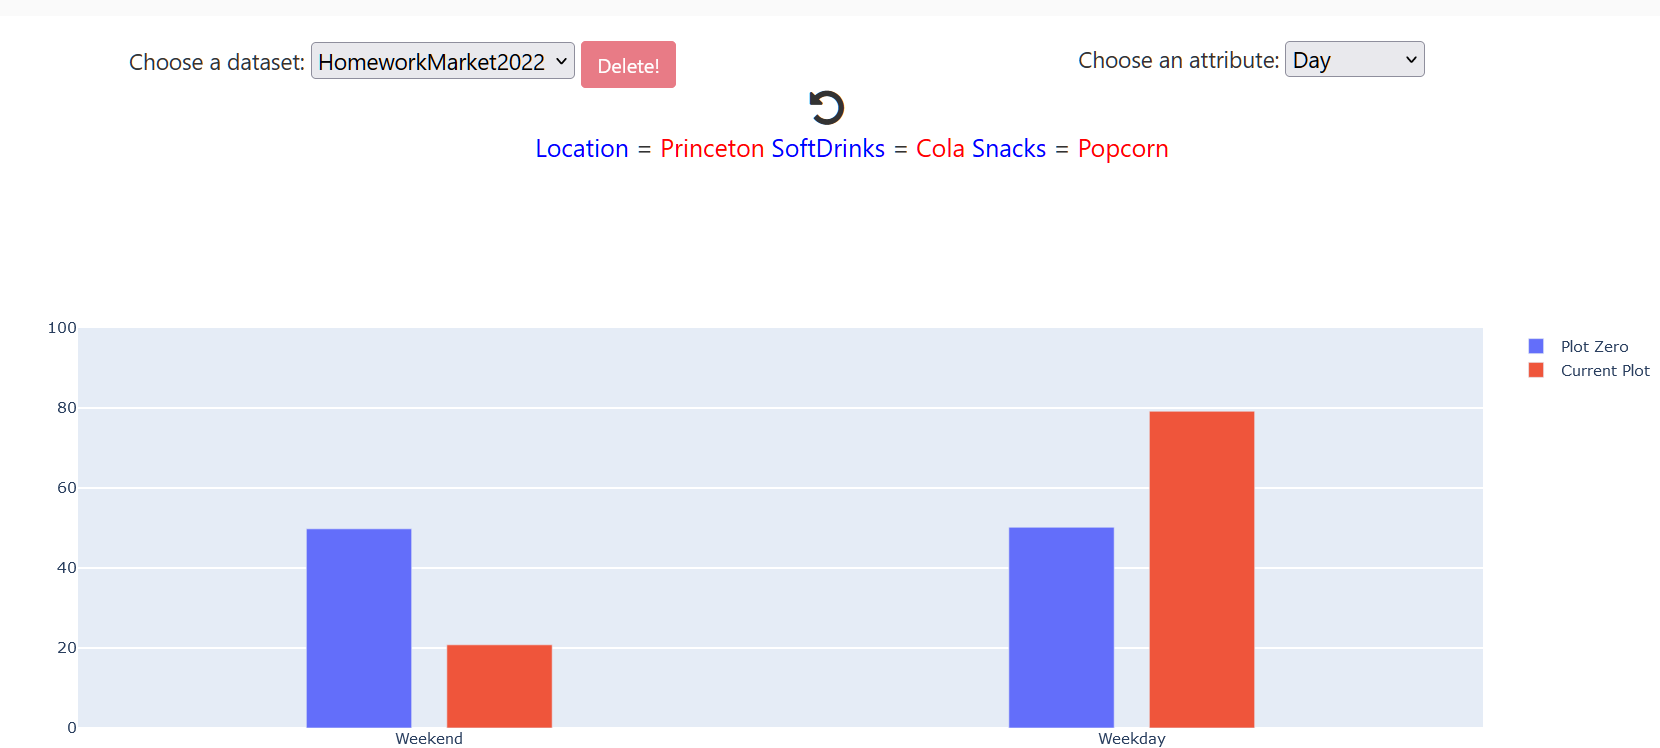 Choose a dataset: HomeworkMarket2022 Delete! Choose an attribute: Day
Location = Princeton SoftDrinks = Cola Snacks = Popcorn
100
80
60
40
20
0
Weekend Weekday
Plot Zero
Current Plot